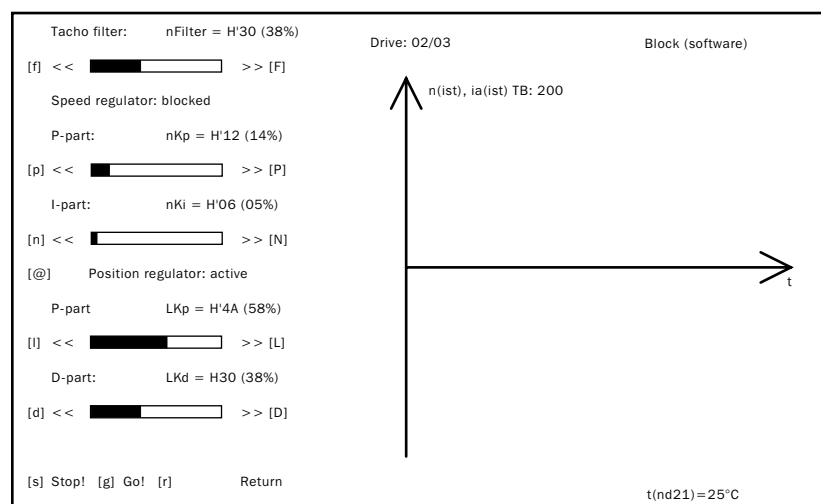 Tacho filter: nFilter = H'30 (38%)
[f] << >> [F]
Speed regulator: blocked
P-part: nKp = H'12 (14%)
[p] << >> [P]
I-part: nKi = H'06 (05%)
[n] << >> [N]
[@] Position regulator: active
P-part LKp = H'4A (58%)
[l] << >> [L]
D-part: LKd = H30 (38%)
[d] << >> [D]
[s] Stop! [g] Go! [r] Return
Drive: 02/03 Block (software)
n(ist), ia(ist) TB: 200
t
t(nd21)=25°C